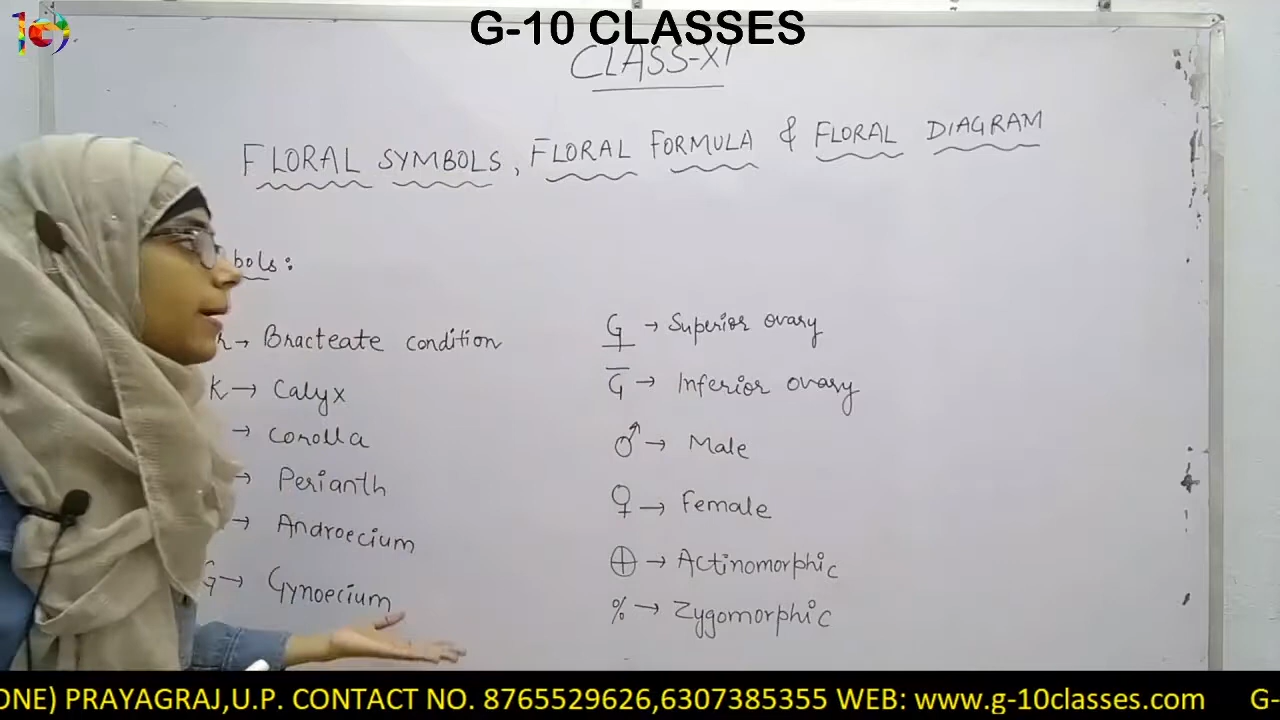 G-10 CLASSES
CLASS-XI
FLORAL SYMBOLS, FLORAL FORMULA & FLORAL DIAGRAM
bols:
→ Bracteate condition
K → Calyx
→ Corolla
→ Perianth
→ Androecium
G → Gynoecium
G → Superior ovary
G → Inferior ovary
♂ → Male
♀ → Female
⊕ → Actinomorphic
% → Zygomorphic
ONE) PRAYAGRAJ,U.P. CONTACT NO. 8765529626,6307385355 WEB: www.g-10classes.com G-